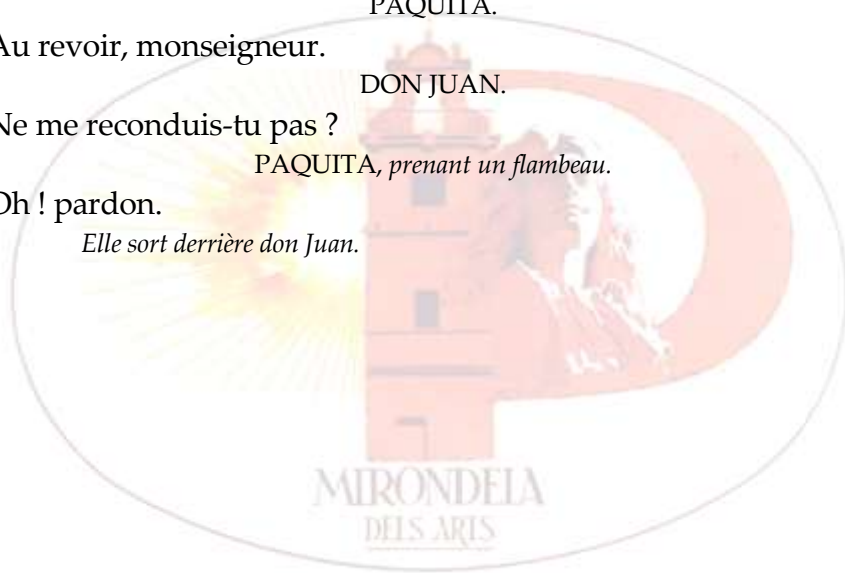 PAQUITA.
Au revoir, monseigneur.
DON JUAN.
Ne me reconduis-tu pas ?
PAQUITA, prenant un flambeau.
Oh ! pardon.
Elle sort derrière don Juan.
MIRONDELA
DELS ARTS